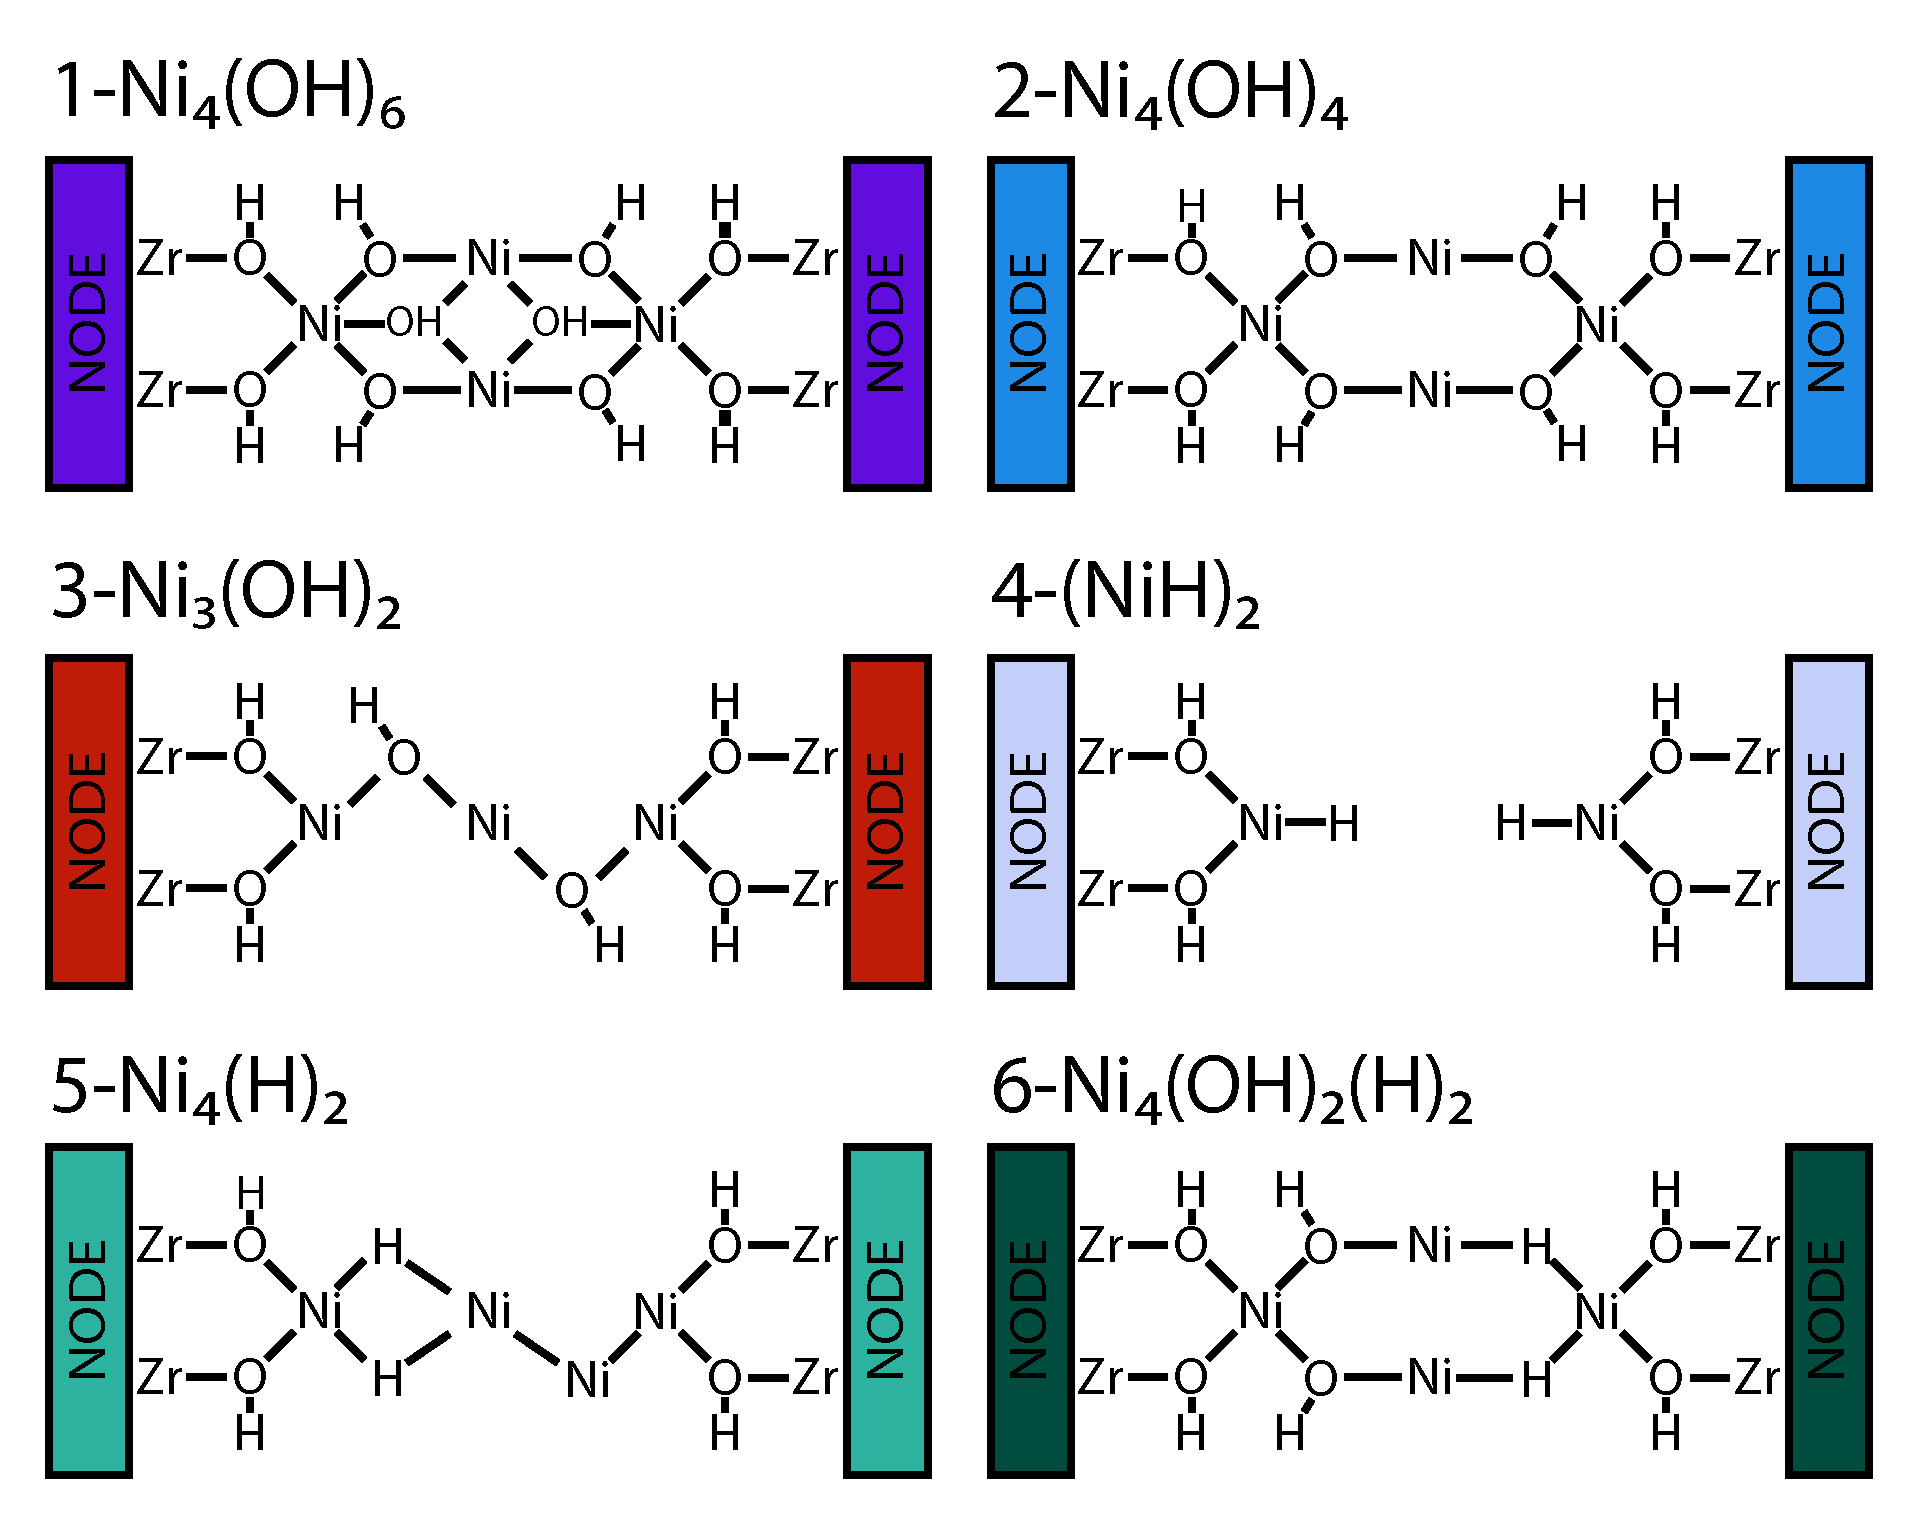 1-Ni₄(OH)₆
H H H H
Zr O O Ni O O Zr
NODE Ni OH OH Ni NODE
Zr O O Ni O O Zr
H H H H
2-Ni₄(OH)₄
H H H H
Zr O O Ni O O Zr
NODE Ni Ni NODE
Zr O O Ni O O Zr
H H H H
3-Ni₃(OH)₂
H H H
Zr O O O Zr
NODE Ni Ni Ni NODE
Zr O O O Zr
H H H
4-(NiH)₂
H H
Zr O O Zr
NODE Ni H H Ni NODE
Zr O O Zr
H H
5-Ni₄(H)₂
H H
Zr O H O Zr
NODE Ni Ni Ni NODE
Zr O H Ni O Zr
H H
6-Ni₄(OH)₂(H)₂
H H H
Zr O O Ni H O Zr
NODE Ni Ni NODE
Zr O O Ni H O Zr
H H H